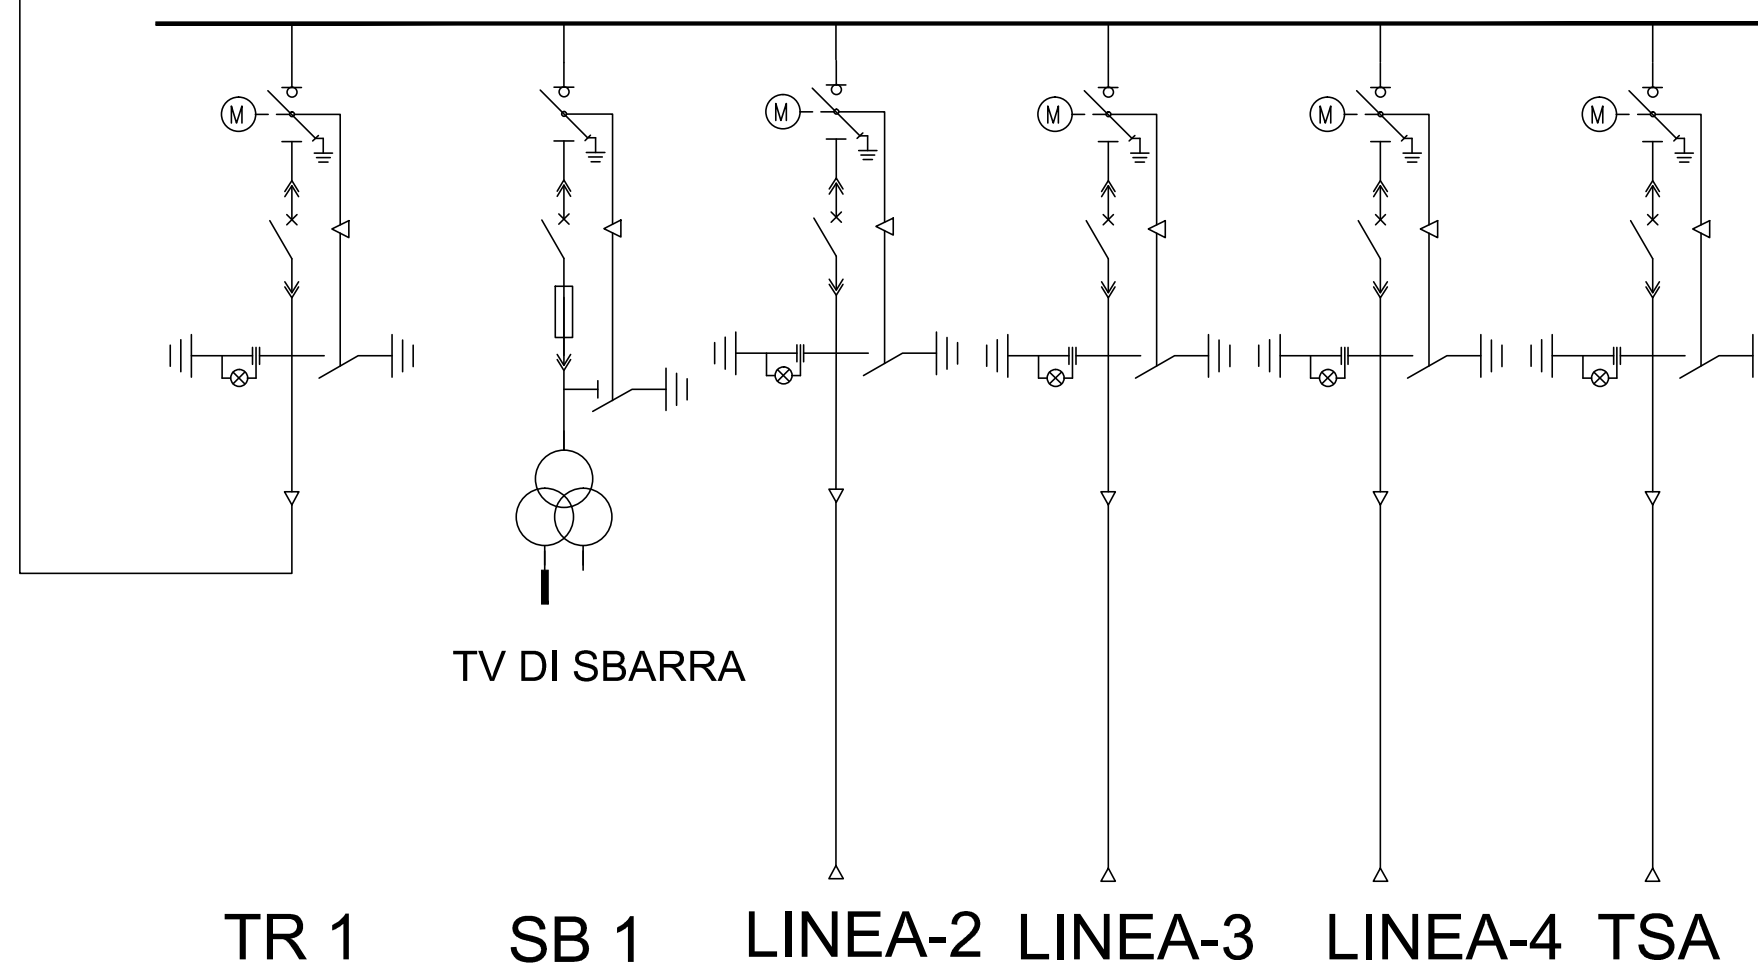 M
M
M
M
M
TV DI SBARRA
TR 1
SB 1
LINEA-2
LINEA-3
LINEA-4
TSA